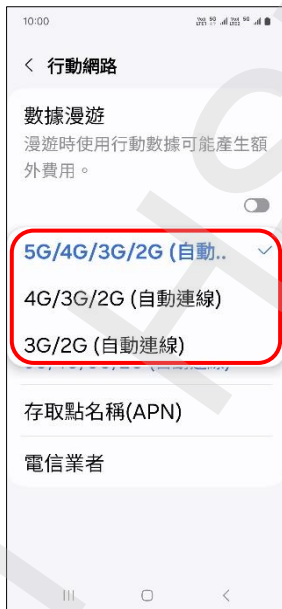 10:00
行動網路
數據漫遊
漫遊時使用行動數據可能產生額
外費用。
5G/4G/3G/2G (自動..
4G/3G/2G (自動連線)
3G/2G (自動連線)
存取點名稱(APN)
電信業者